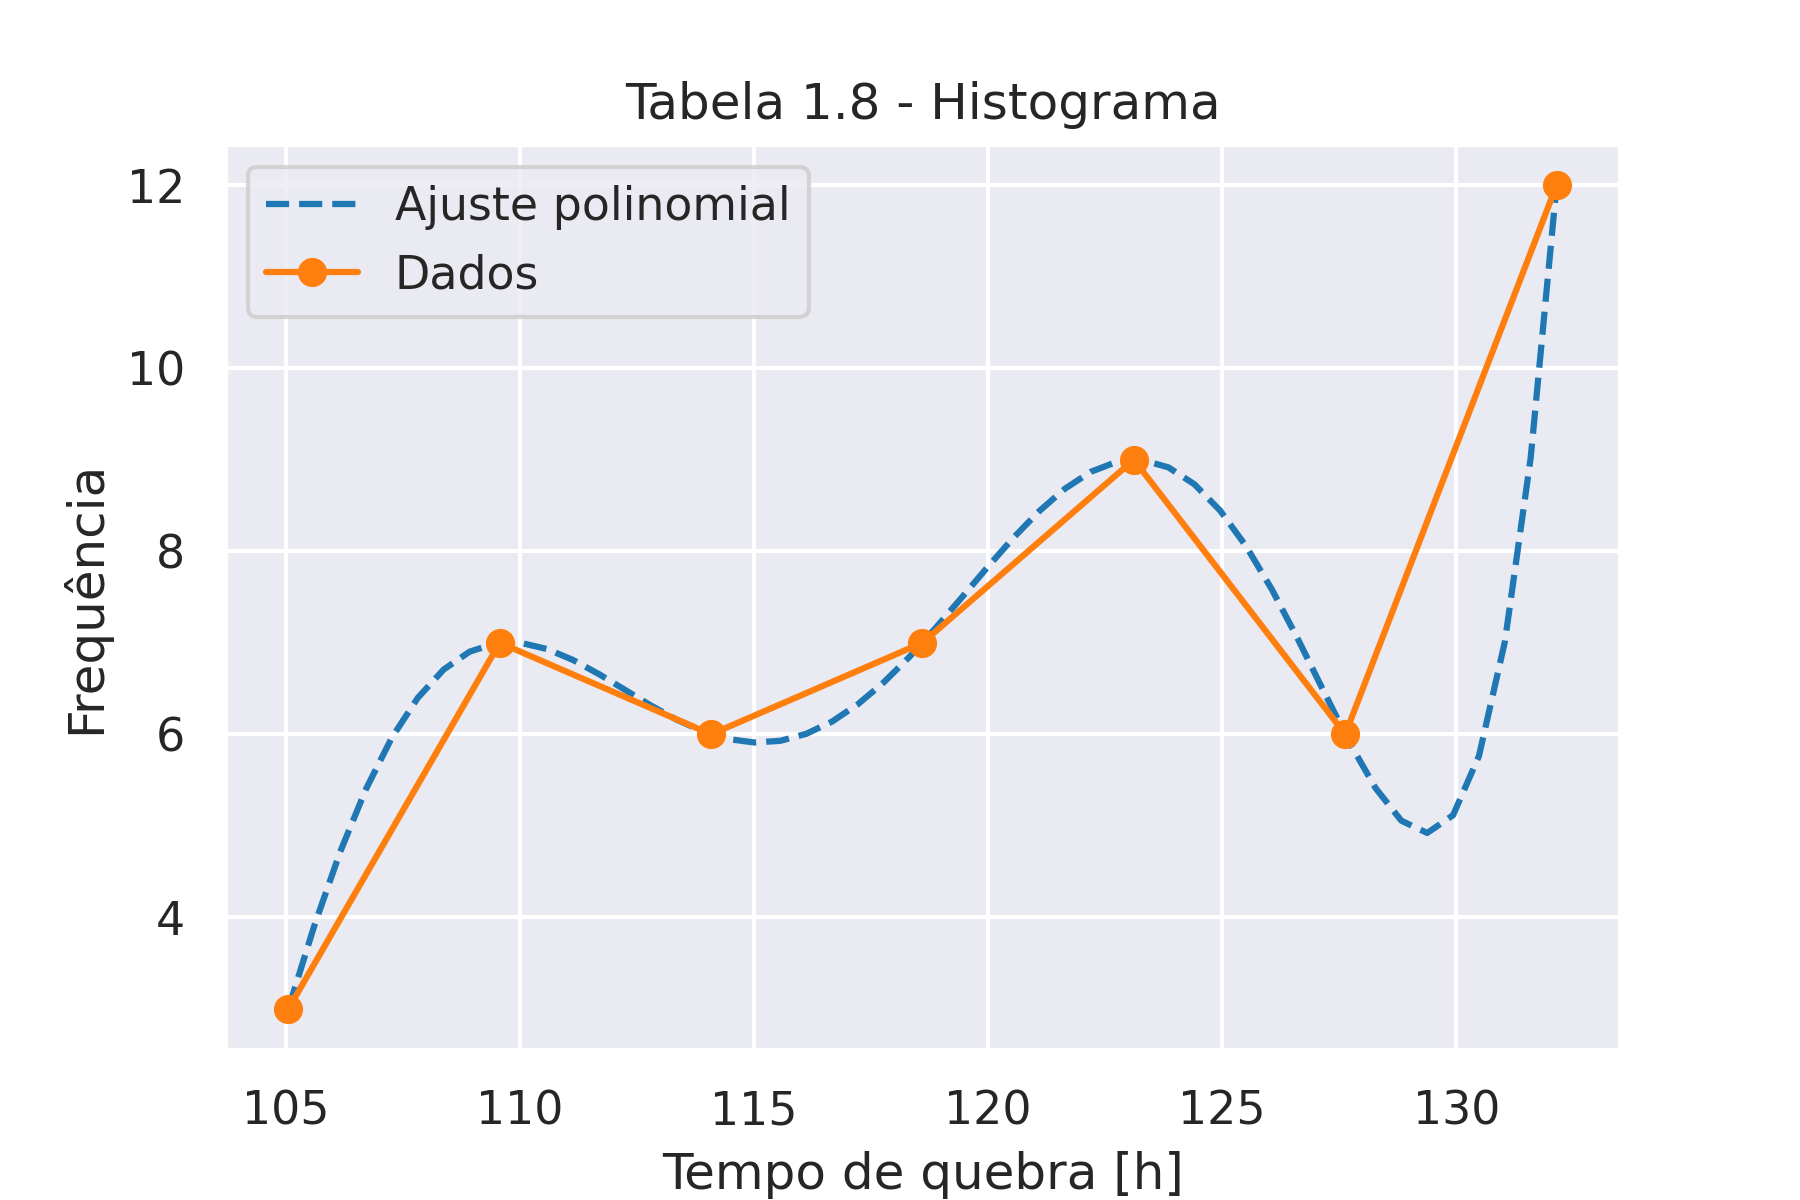 Tabela 1.8 - Histograma
Ajuste polinomial
Dados
12
10
8
6
4
Frequência
105 110 115 120 125 130
Tempo de quebra [h]